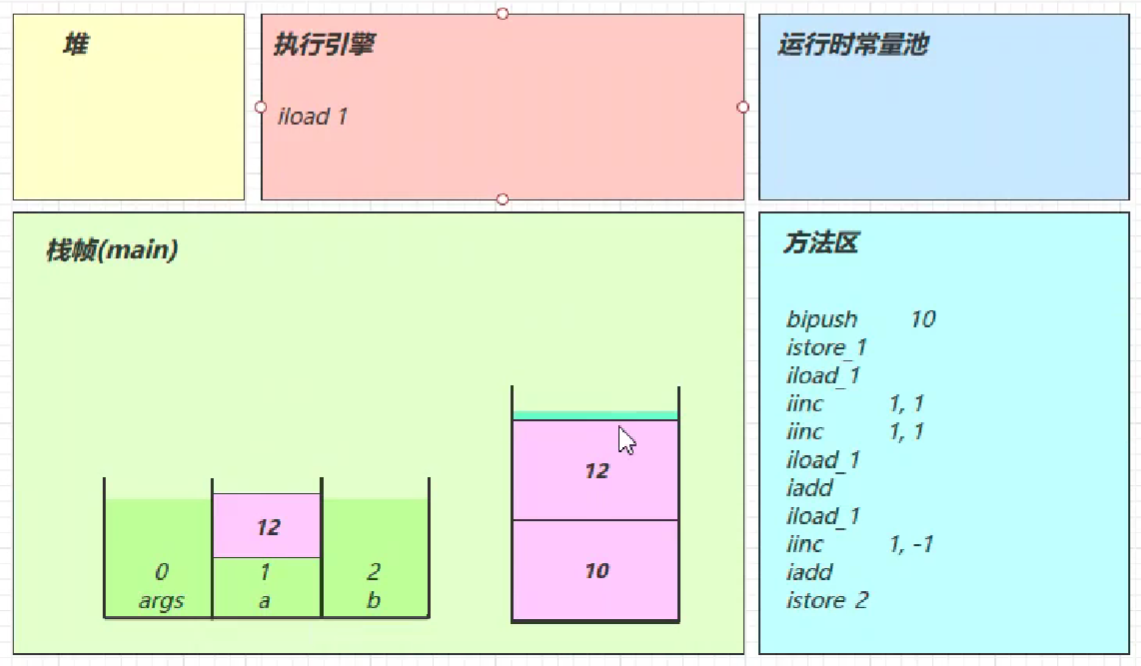 堆
执行引擎
iload 1
运行时常量池
栈帧(main)
12
0 1 2
args a b
12
10
方法区
bipush 10
istore_1
iload_1
iinc 1, 1
iinc 1, 1
iload_1
iadd
iload_1
iinc 1, -1
iadd
istore 2